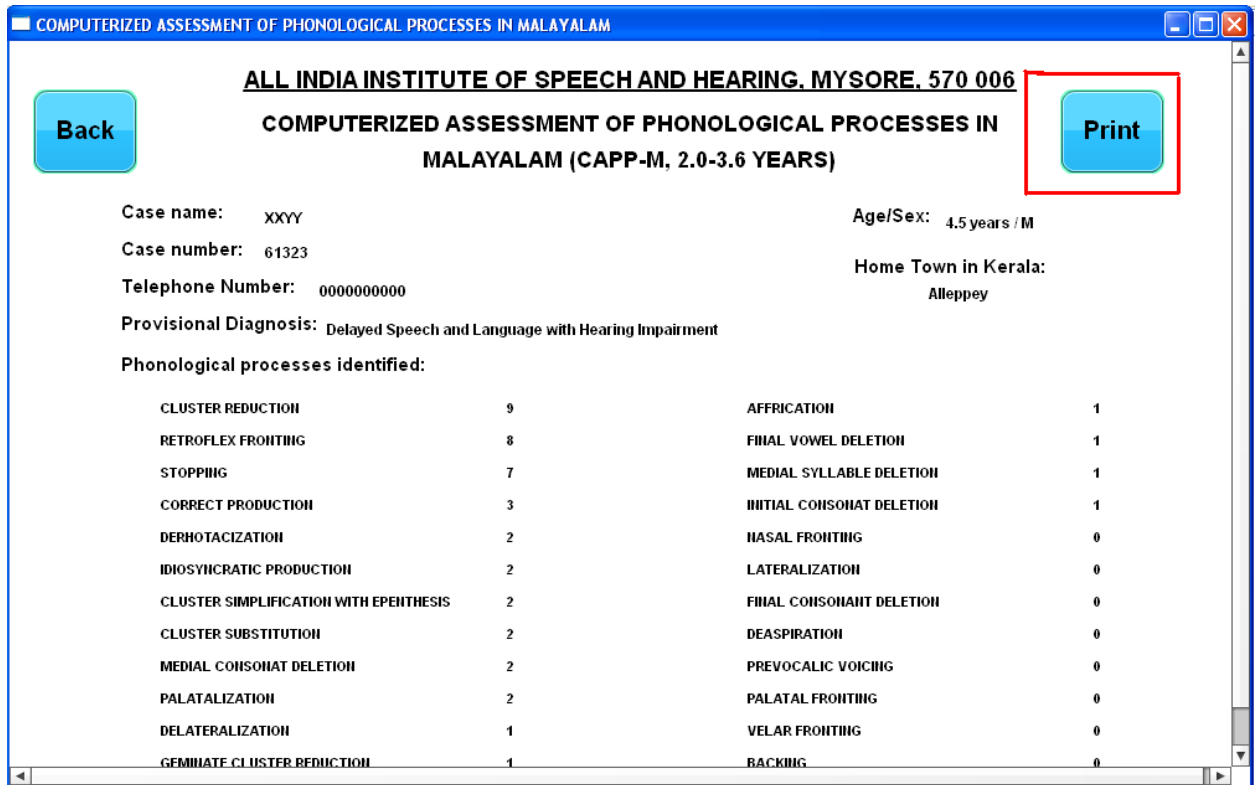 COMPUTERIZED ASSESSMENT OF PHONOLOGICAL PROCESSES IN MALAYALAM
ALL INDIA INSTITUTE OF SPEECH AND HEARING, MYSORE, 570 006
Back
COMPUTERIZED ASSESSMENT OF PHONOLOGICAL PROCESSES IN
MALAYALAM (CAPP-M, 2.0-3.6 YEARS)
Print
Case name: XXYY
Age/Sex: 4.5 years / M
Case number: 61323
Home Town in Kerala:
Alleppey
Telephone Number: 0000000000
Provisional Diagnosis: Delayed Speech and Language with Hearing Impairment
Phonological processes identified:
CLUSTER REDUCTION 9 AFFRICATION 1
RETROFLEX FRONTING 8 FINAL VOWEL DELETION 1
STOPPING 7 MEDIAL SYLLABLE DELETION 1
CORRECT PRODUCTION 3 INITIAL CONSONAT DELETION 1
DERHOTACIZATION 2 NASAL FRONTING 0
IDIOSYNCRATIC PRODUCTION 2 LATERALIZATION 0
CLUSTER SIMPLIFICATION WITH EPENTHESIS 2 FINAL CONSONANT DELETION 0
CLUSTER SUBSTITUTION 2 DEASPIRATION 0
MEDIAL CONSONAT DELETION 2 PREVOCALIC VOICING 0
PALATALIZATION 2 PALATAL FRONTING 0
DELATERALIZATION 1 VELAR FRONTING 0
GEMINATE CLUSTER REDUCTION 1 BACKING 0